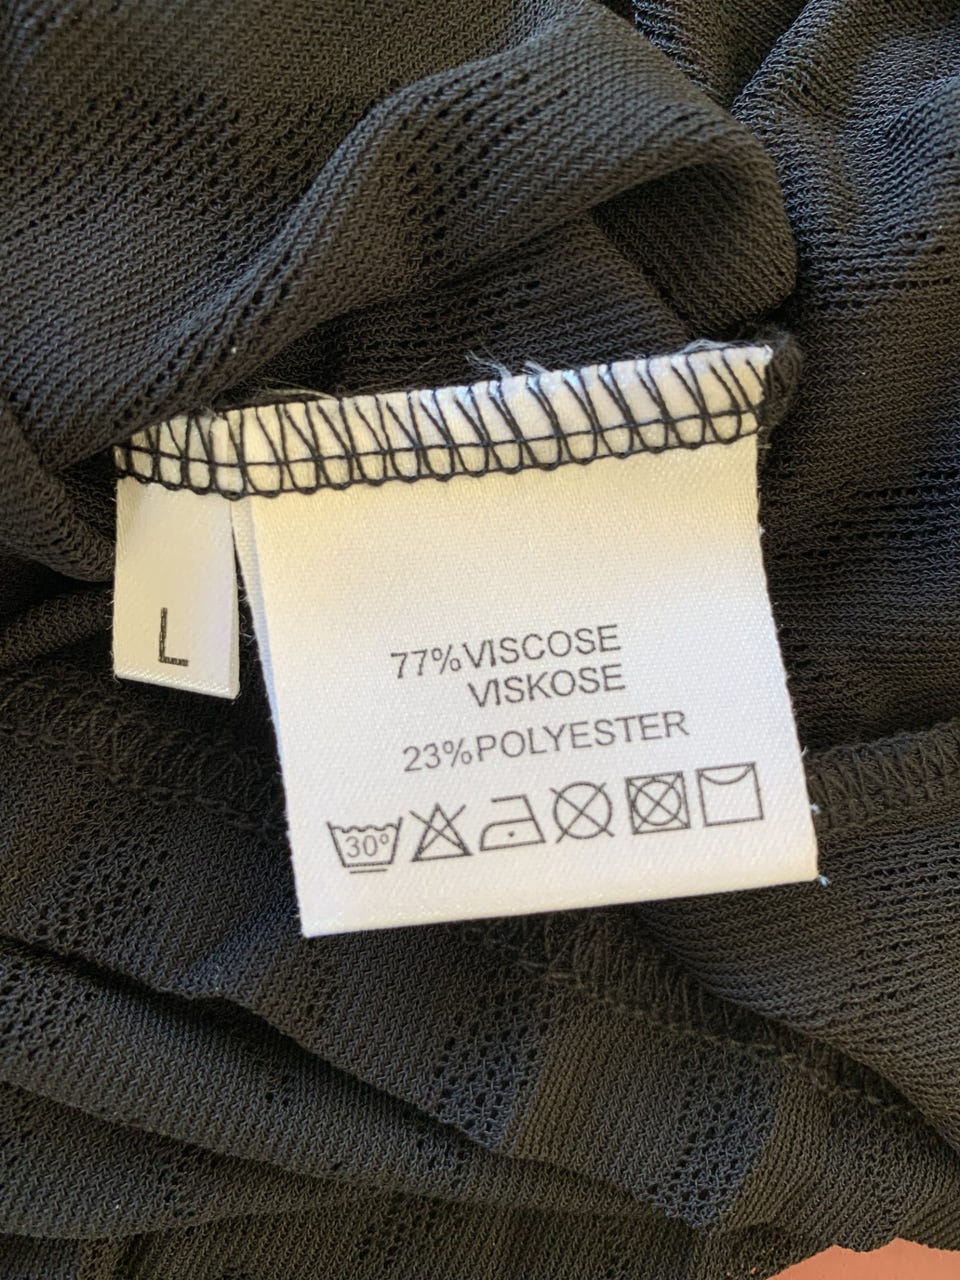 L
77%VISCOSE
VISKOSE
23%POLYESTER
30°